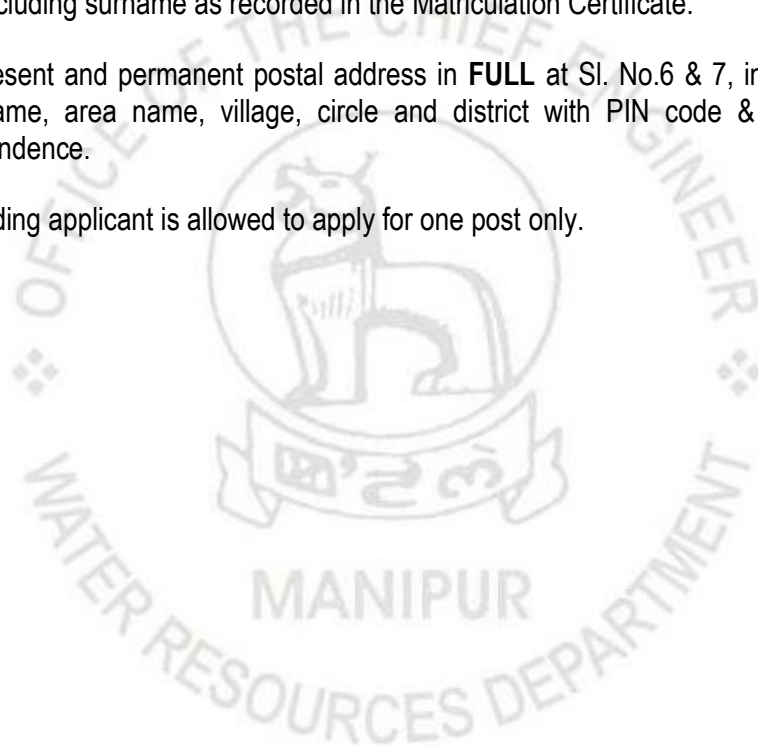 cluding surname as recorded in the Matriculation Certificate.
esent and permanent postal address in FULL at Sl. No.6 & 7, in
ame, area name, village, circle and district with PIN code &
ndence.
ding applicant is allowed to apply for one post only.
OFFICE OF THE CHIEF ENGINEER
MANIPUR
WATER RESOURCES DEPARTMENT